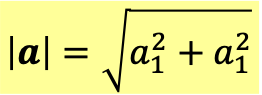 |a| = √(a₁² + a₁²)